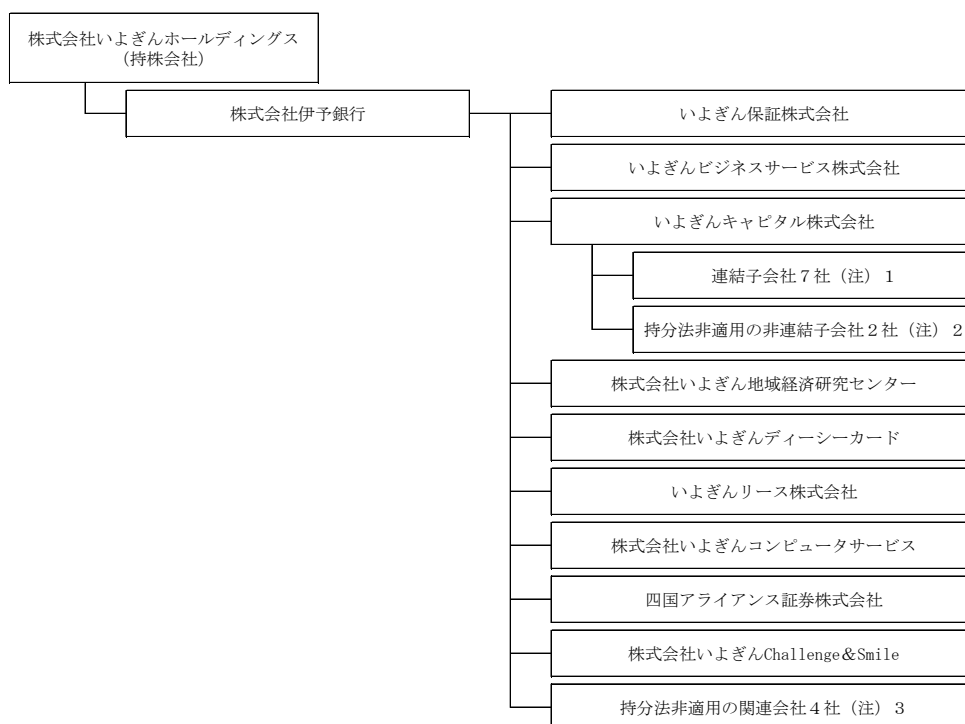 株式会社いよぎんホールディングス
(持株会社)
株式会社伊予銀行
いよぎん保証株式会社
いよぎんビジネスサービス株式会社
いよぎんキャピタル株式会社
連結子会社７社（注）１
持分法非適用の非連結子会社２社（注）２
株式会社いよぎん地域経済研究センター
株式会社いよぎんディーシーカード
いよぎんリース株式会社
株式会社いよぎんコンピュータサービス
四国アライアンス証券株式会社
株式会社いよぎんChallenge＆Smile
持分法非適用の関連会社４社（注）３